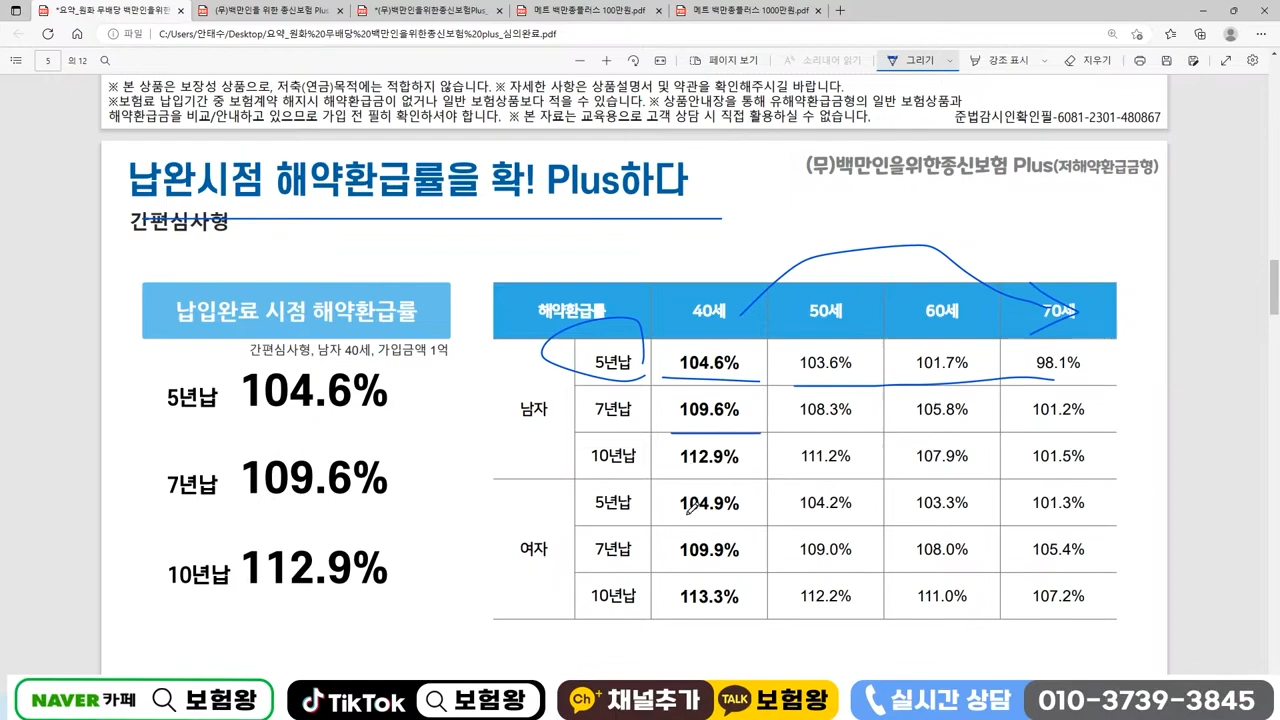 *요약_원화 무배당 백만인을위한
(무)백만인을 위한 종신보험 Plus
*(무)백만인을위한종신보험Plus_
메트 백만종플러스 100만원.pdf
메트 백만종플러스 1000만원.pdf
파일
C:/Users/안태수/Desktop/요약_원화%20무배당%20백만인을위한종신보험%20plus_심의완료.pdf
5 의 12
페이지 보기
소리내어 읽기
그리기
강조 표시
지우기
※ 본 상품은 보장성 상품으로, 저축(연금)목적에는 적합하지 않습니다. ※ 자세한 사항은 상품설명서 및 약관을 확인해주시길 바랍니다.
※보험료 납입기간 중 보험계약 해지시 해약환급금이 없거나 일반 보험상품보다 적을 수 있습니다. ※ 상품안내장을 통해 유해약환급금형의 일반 보험상품과
해약환급금을 비교/안내하고 있으므로 가입 전 필히 확인하셔야 합니다. ※ 본 자료는 교육용으로 고객 상담 시 직접 활용하실 수 없습니다.
준법감시인확인필-6081-2301-480867
납완시점 해약환급률을 확! Plus하다
(무)백만인을위한종신보험 Plus(저해약환급금형)
간편심사형
납입완료 시점 해약환급률
간편심사형, 남자 40세, 가입금액 1억
5년납 104.6%
7년납 109.6%
10년납 112.9%
해약환급률 40세 50세 60세 70세
남자
5년납 104.6% 103.6% 101.7% 98.1%
7년납 109.6% 108.3% 105.8% 101.2%
10년납 112.9% 111.2% 107.9% 101.5%
여자
5년납 104.9% 104.2% 103.3% 101.3%
7년납 109.9% 109.0% 108.0% 105.4%
10년납 113.3% 112.2% 111.0% 107.2%
NAVER 카페 보험왕
TikTok 보험왕
Ch+ 채널추가 TALK 보험왕
실시간 상담 010-3739-3845